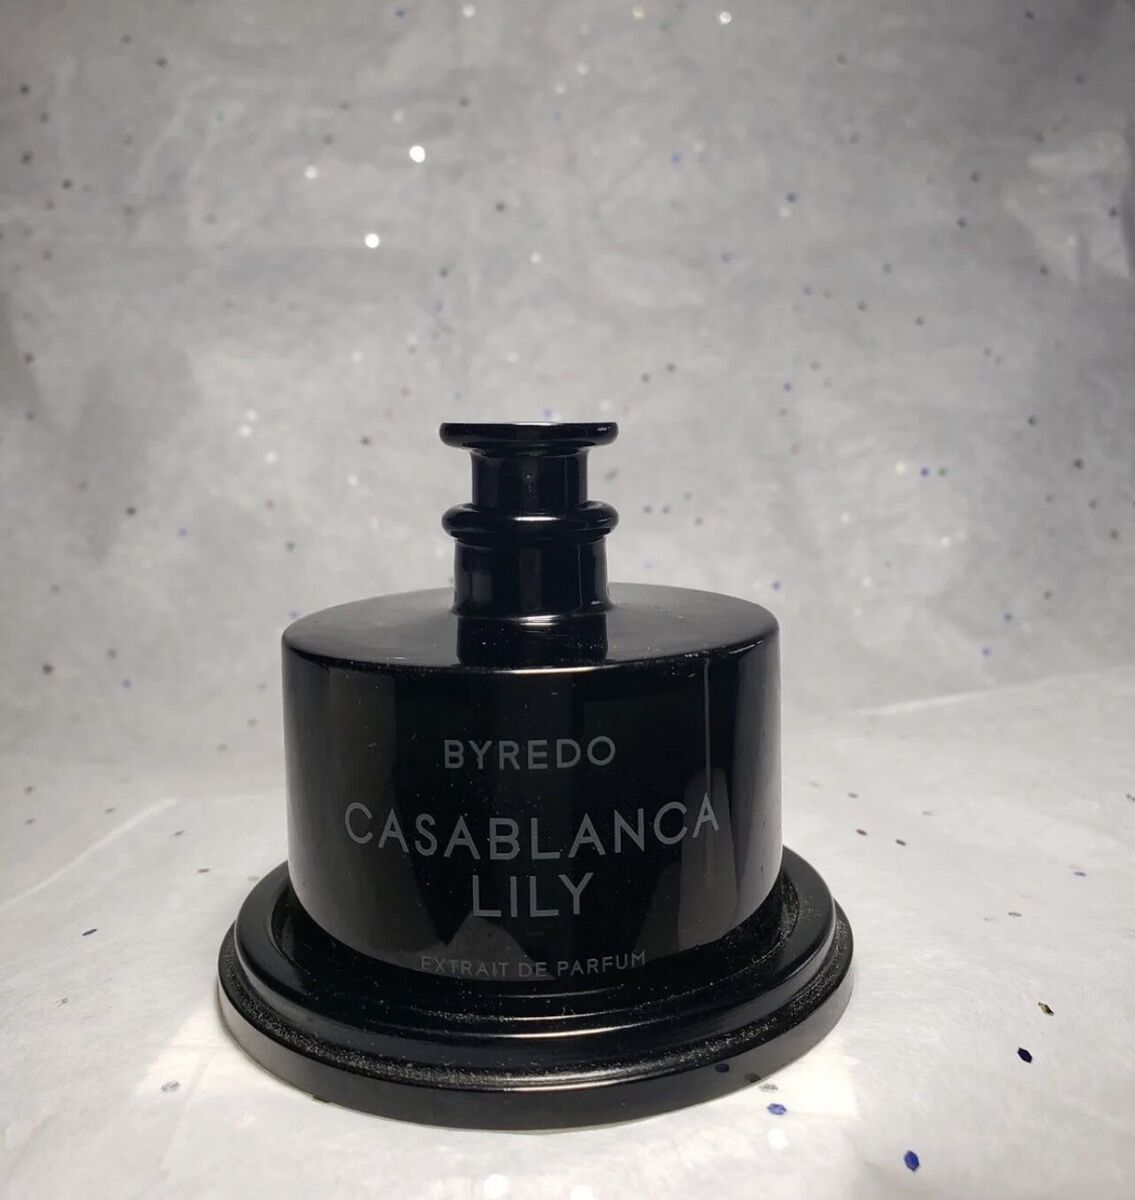 BYREDO
CASABLANCA
LILY
EXTRAIT DE PARFUM